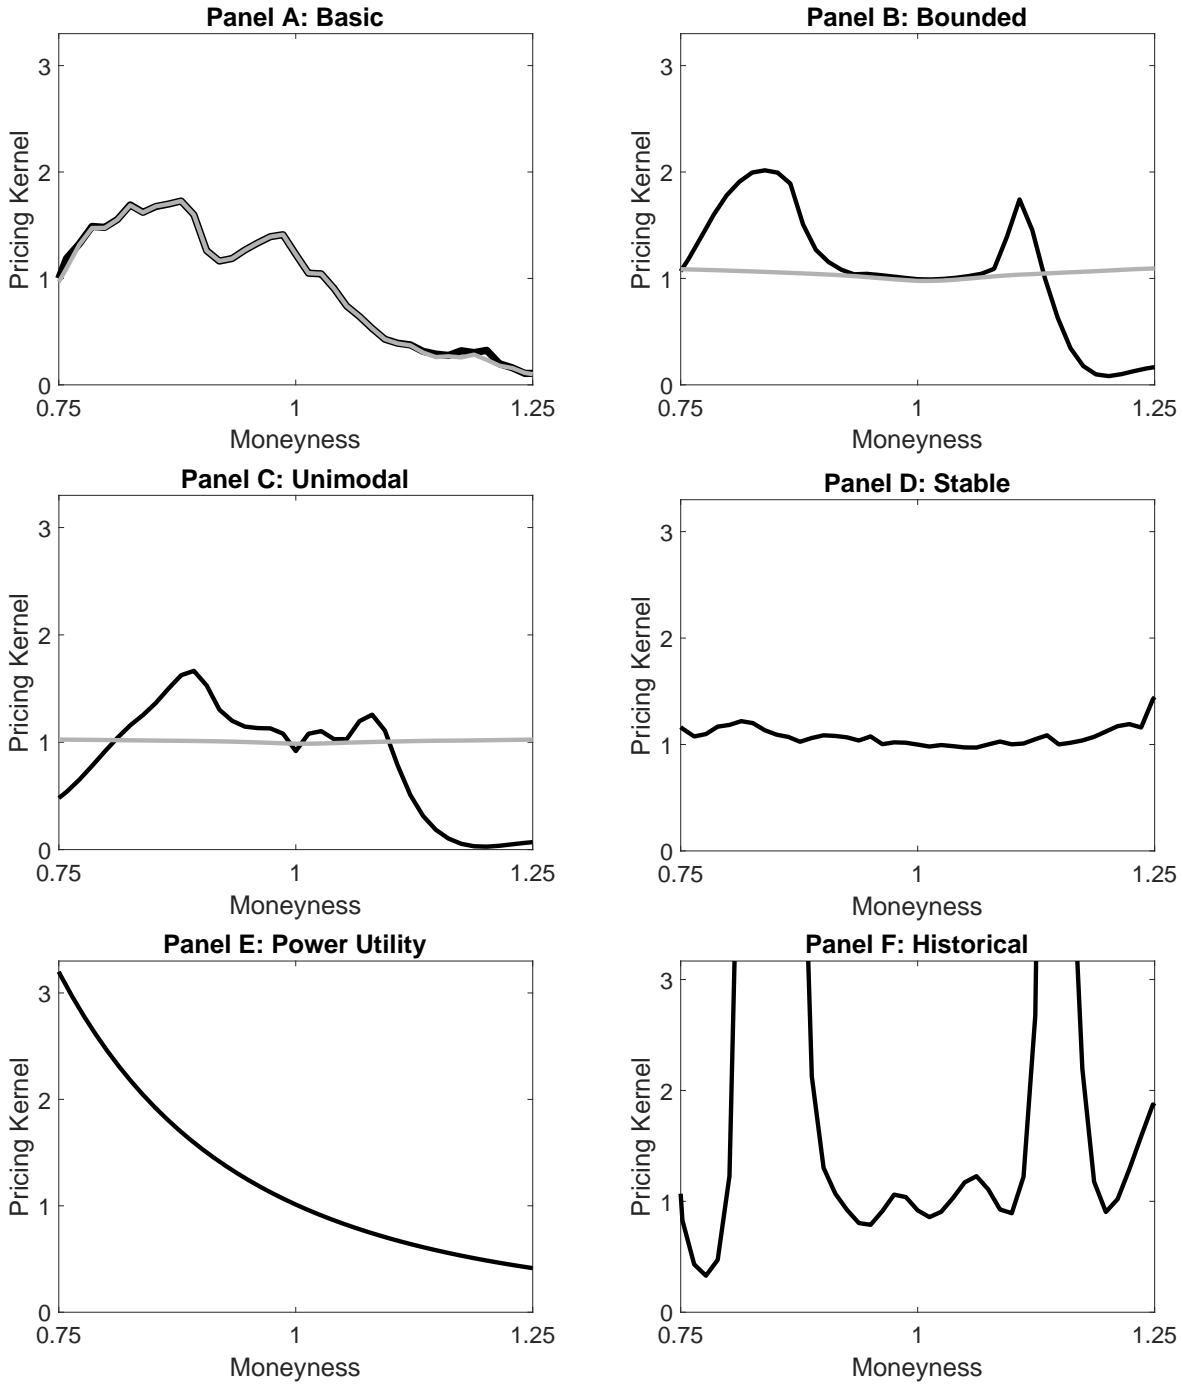 Panel A: Basic
Pricing Kernel
3
2
1
0
0.75
1
1.25
Moneyness
Panel B: Bounded
Pricing Kernel
3
2
1
0
0.75
1
1.25
Moneyness
Panel C: Unimodal
Pricing Kernel
3
2
1
0
0.75
1
1.25
Moneyness
Panel D: Stable
Pricing Kernel
3
2
1
0
0.75
1
1.25
Moneyness
Panel E: Power Utility
Pricing Kernel
3
2
1
0
0.75
1
1.25
Moneyness
Panel F: Historical
Pricing Kernel
3
2
1
0
0.75
1
1.25
Moneyness